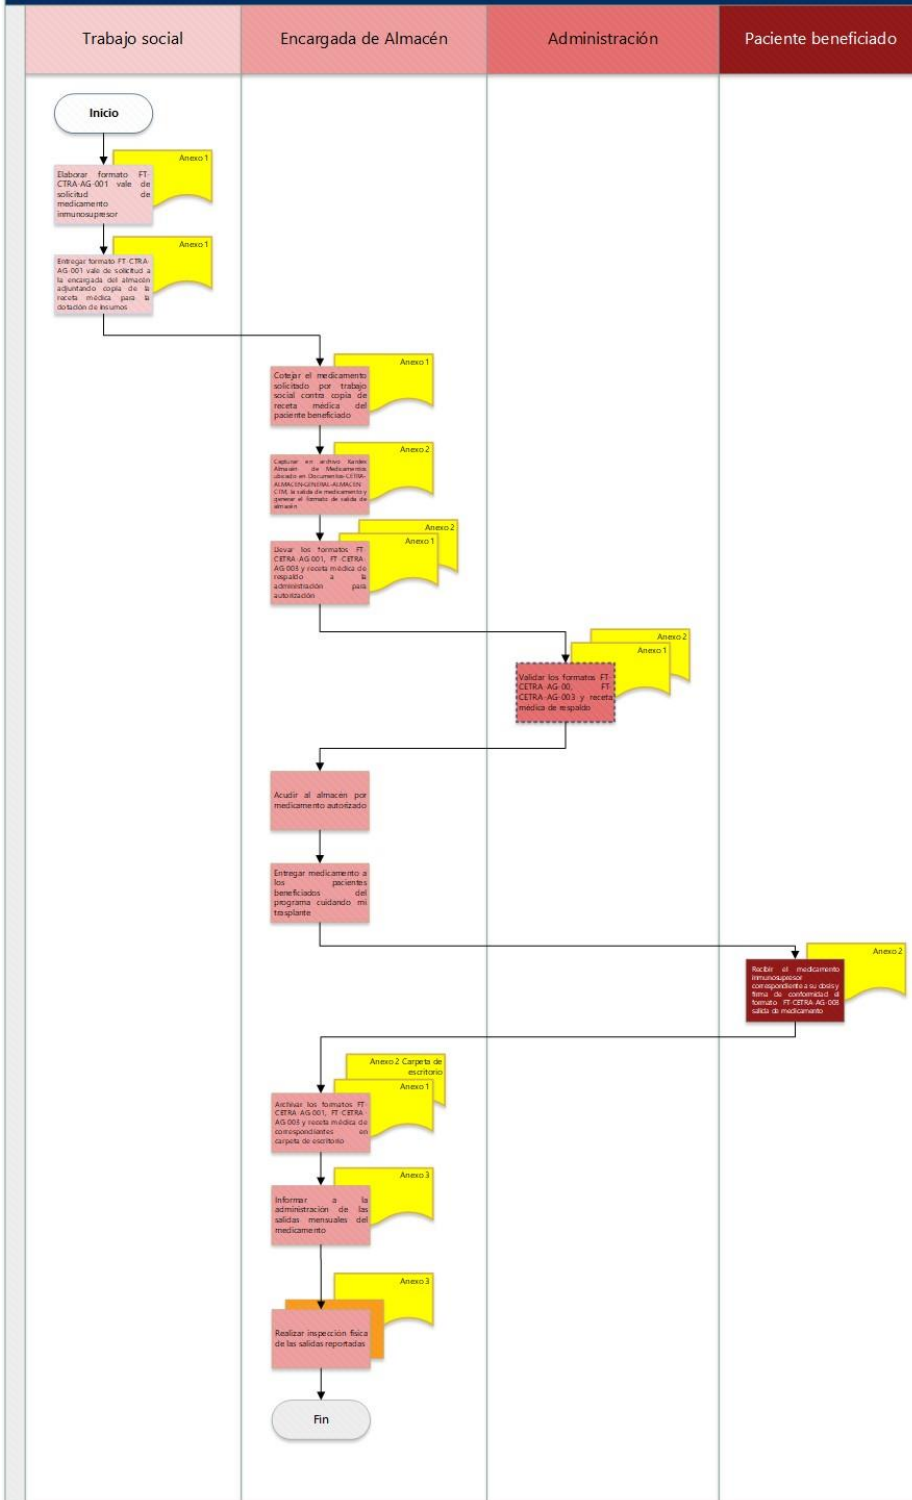 Trabajo social
Encargada de Almacén
Administración
Paciente beneficiado
Inicio
Anexo 1
Elaborar formato FT-
CTRA-AG-001 vale de
solicitud de
medicamento
inmunosupresor
Anexo 1
Entregar formato FT-CTRA-
AG-001 vale de solicitud a
la encargada del almacén
adjuntando copia de la
receta médica para la
dotación de insumos
Anexo 1
Cotejar el medicamento
solicitado por trabajo
social contra copia de
receta médica del
paciente beneficiado
Anexo 2
Capturar en archivo Kardex
Almacén de Medicamentos
ubicado en Documentos-CETRA-
ALMACEN-GENERAL-ALMACEN
CTM, la salida de medicamento y
generar el formato de salida de
almacén
Anexo 2
Anexo 1
Llevar los formatos FT-
CETRA-AG-001, FT-CETRA-
AG-003 y receta médica de
respaldo a la
administración para
autorización
Anexo 2
Anexo 1
Validar los formatos FT-
CETRA-AG-00, FT-
CETRA-AG-003 y receta
médica de respaldo
Acudir al almacén por
medicamento autorizado
Entregar medicamento a
los pacientes
beneficiados del
programa cuidando mi
trasplante
Anexo 2
Recibir el medicamento
inmunosupresor
correspondiente a su dosis y
firma de conformidad el
formato FT-CETRA-AG-003
salida de medicamento
Anexo 2 Carpeta de
escritorio
Anexo 1
Archivar los formatos FT-
CETRA-AG-001, FT-CETRA-
AG-003 y receta médica de
correspondientes en
carpeta de escritorio
Anexo 3
Informar a la
administración de las
salidas mensuales del
medicamento
Anexo 3
Realizar inspección física
de las salidas reportadas
Fin